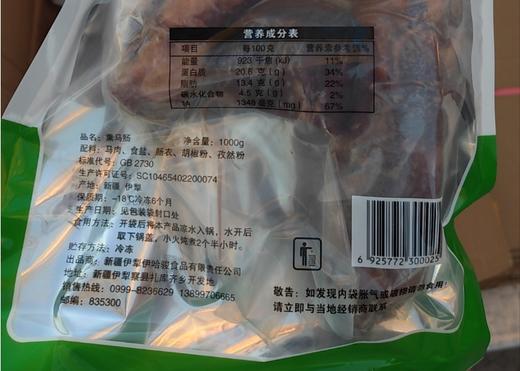 营养成分表
项目 每100克 营养素参考值%
能量 923 千焦 (kJ) 11%
蛋白质 20.6 克 (g) 34%
脂肪 13.4 克 (g) 22%
碳水化合物 4.5 克 (g) 2%
钠 1348 毫克 (mg) 67%
品名：熏马肠 净含量：1000g
配料：马肉、食盐、肠衣、胡椒粉、孜然粉
标准代号：GB 2730
生产许可证号：SC10465402200074
产地：新疆 伊犁
保质期：-18℃冷冻6个月
生产日期：见包装袋封口处
食用方法：开袋后将本产品凉水入锅，水开后
取下锅盖，小火炖煮2个半小时。
贮存方法：冷冻
出品商：新疆伊犁伊哈骏食品有限责任公司
地址：新疆伊犁察县扎库齐乡开发地
销售热线：0999-8236629 13899705665
邮编：835300
6 925772 300025
敬告：如发现内袋胀气或破损请勿食用！
请立即与当地经销商联系